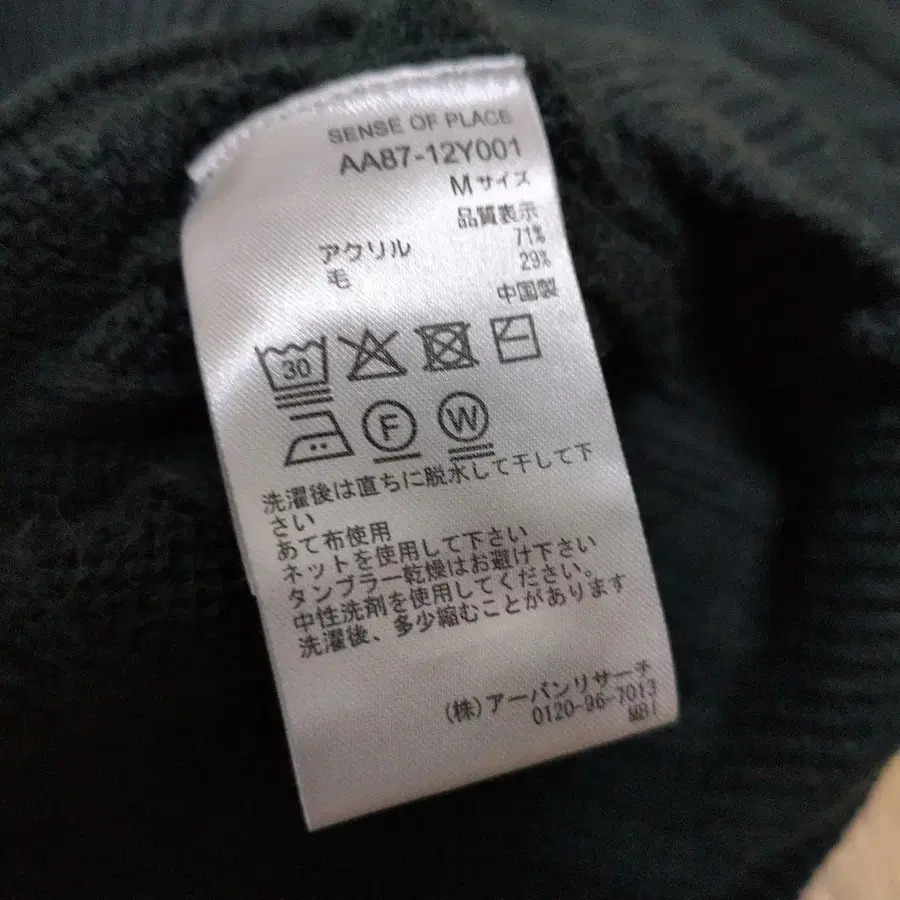 SENSE OF PLACE
AA87-12Y001
Mサイズ
品質表示
アクリル 71%
毛 29%
中国製
30
F W
洗濯後は直ちに脱水して干して下
さい
あて布使用
ネットを使用して下さい
タンブラー乾燥はお避け下さい
中性洗剤を使用してください。
洗濯後、多少縮むことがあります
(株)アーバンリサーチ
0120-96-7013
MBI